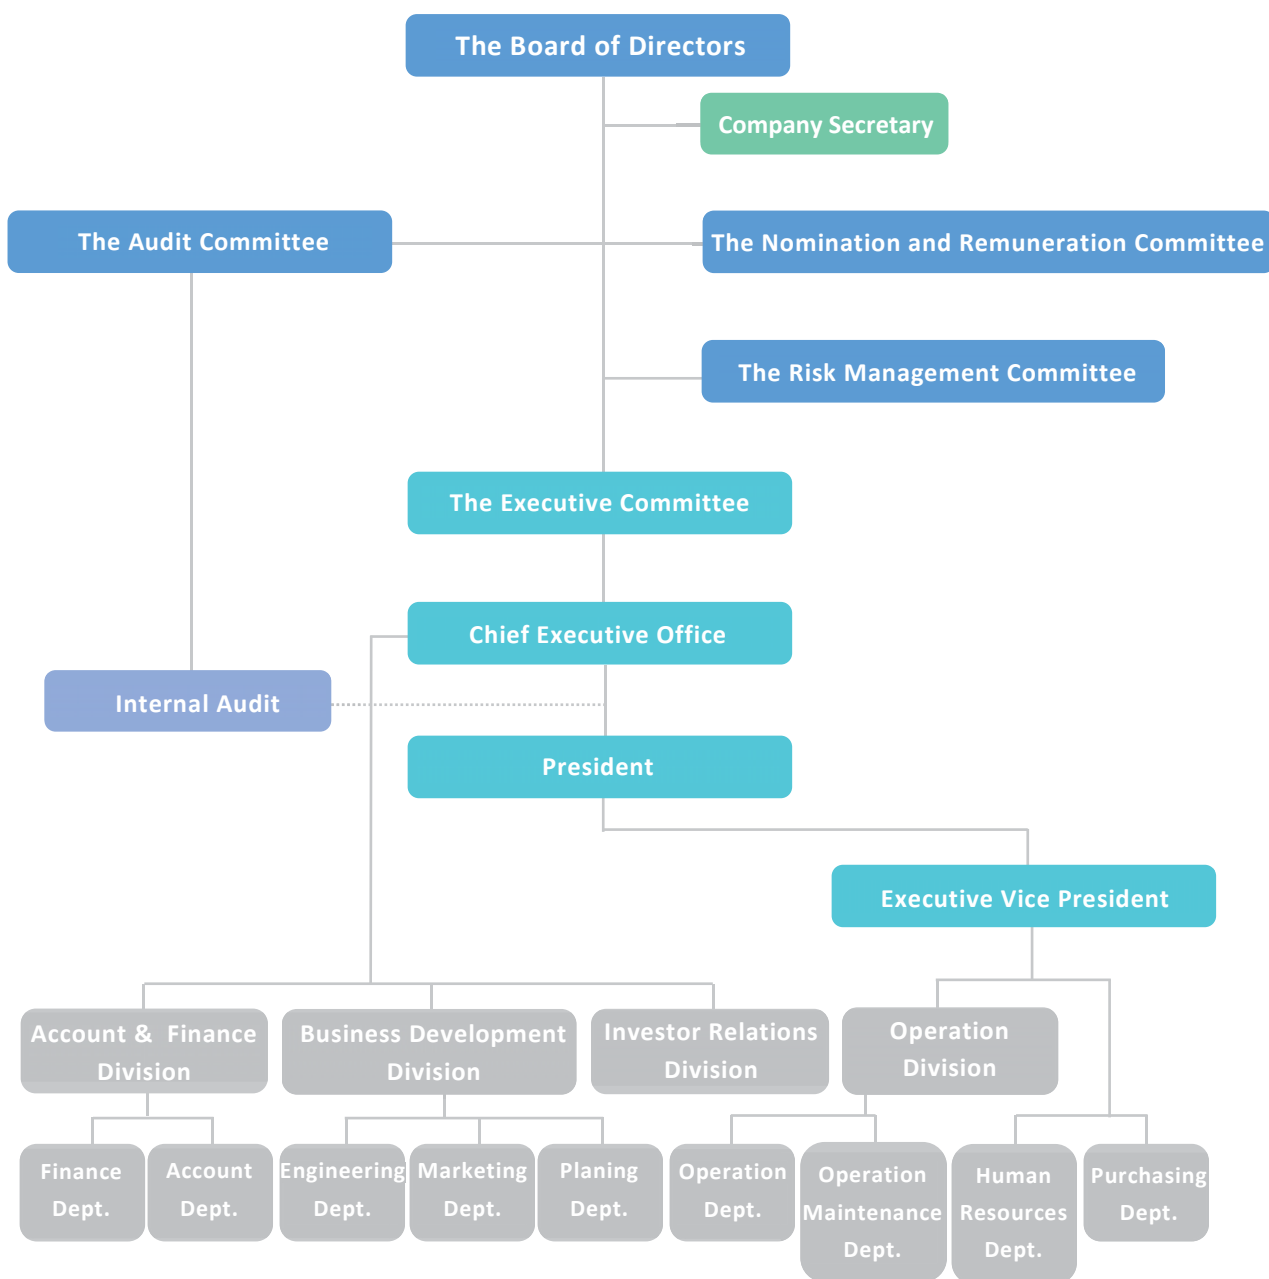 The Board of Directors
Company Secretary
The Audit Committee
The Nomination and Remuneration Committee
The Risk Management Committee
The Executive Committee
Chief Executive Office
Internal Audit
President
Executive Vice President
Account & Finance
Division
Business Development
Division
Investor Relations
Division
Operation
Division
Finance
Dept.
Account
Dept.
Engineering
Dept.
Marketing
Dept.
Planing
Dept.
Operation
Dept.
Operation
Maintenance
Dept.
Human
Resources
Dept.
Purchasing
Dept.